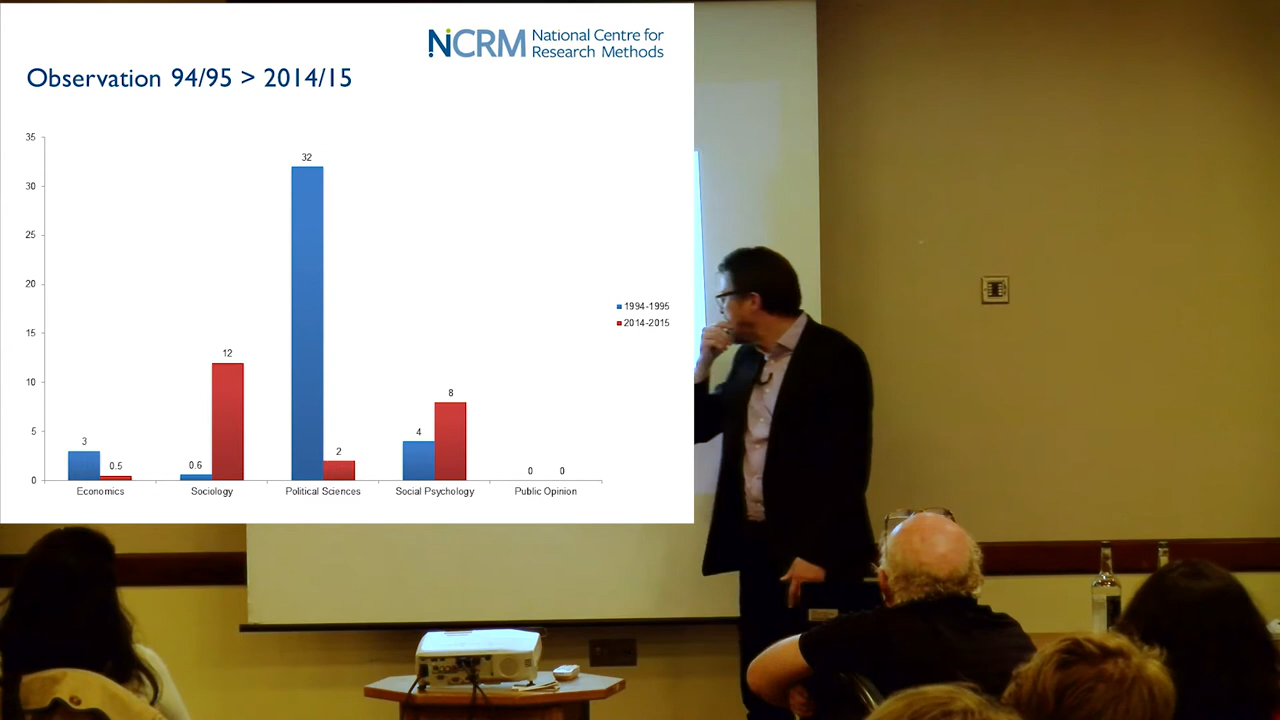 NCRM National Centre for
Research Methods
Observation 94/95 > 2014/15
35
30
25
20
15
10
5
0
3
0.5
0.6
12
32
2
4
8
0
0
Economics
Sociology
Political Sciences
Social Psychology
Public Opinion
1994-1995
2014-2015